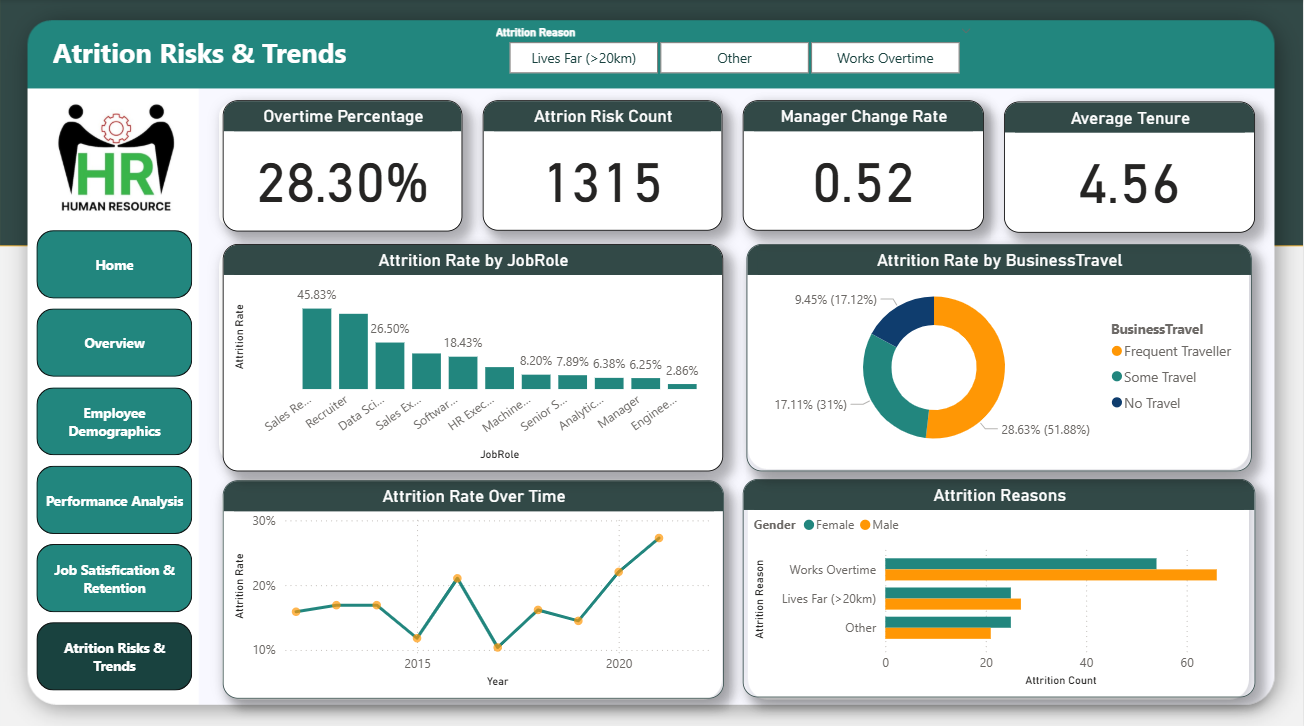 Atrition Risks & Trends
Attrition Reason
Lives Far (>20km)
Other
Works Overtime
HR
HUMAN RESOURCE
Home
Overview
Employee
Demographics
Performance Analysis
Job Satisfication &
Retention
Atrition Risks &
Trends
Overtime Percentage
28.30%
Attrion Risk Count
1315
Manager Change Rate
0.52
Average Tenure
4.56
Attrition Rate by JobRole
Attrition Rate
45.83%
26.50%
18.43%
8.20%
7.89%
6.38%
6.25%
2.86%
Sales Re...
Recruiter
Data Sci...
Sales Ex...
Softwar...
HR Exec...
Machine...
Senior S...
Analytic...
Manager
Enginee...
JobRole
Attrition Rate by BusinessTravel
9.45% (17.12%)
17.11% (31%)
28.63% (51.88%)
BusinessTravel
Frequent Traveller
Some Travel
No Travel
Attrition Rate Over Time
Attrition Rate
30%
20%
10%
2015
2020
Year
Attrition Reasons
Gender Female Male
Attrition Reason
Works Overtime
Lives Far (>20km)
Other
0 20 40 60
Attrition Count